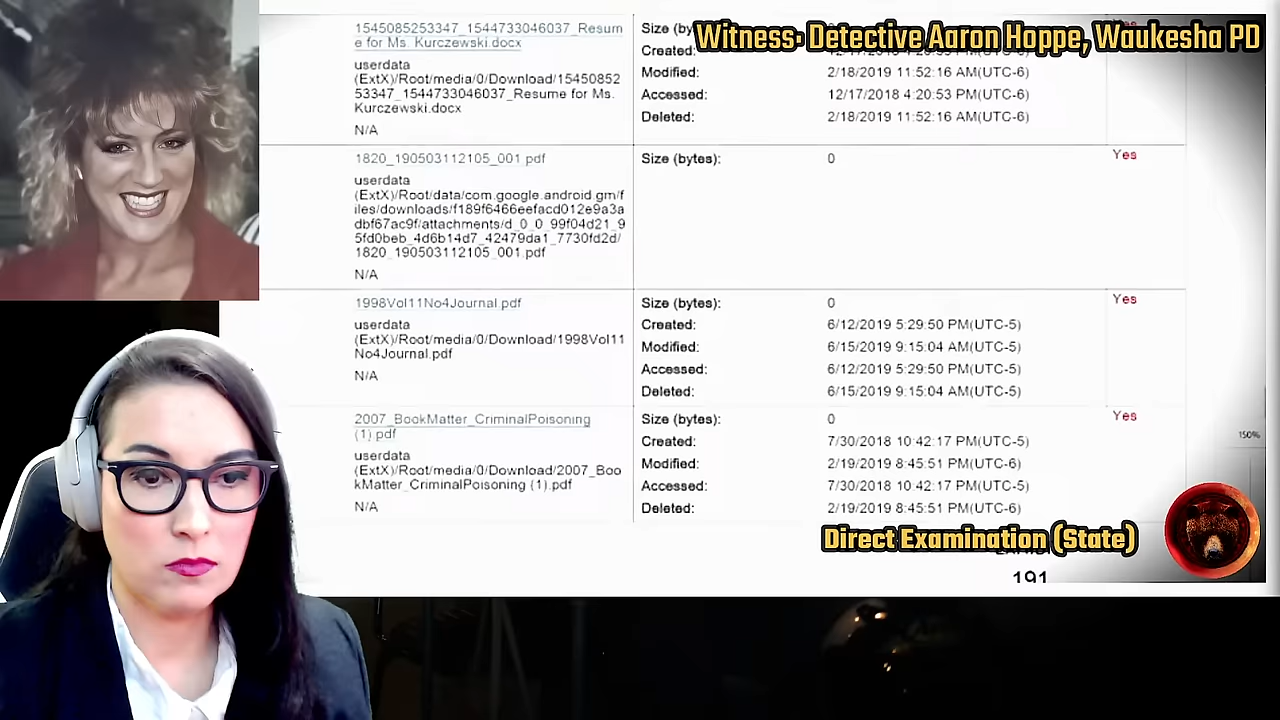 Witness: Detective Aaron Hoppe, Waukesha PD
1545085253347_1544733046037_Resum
e for Ms. Kurczewski.docx
userdata
(ExtX)/Root/media/0/Download/15450852
53347_1544733046037_Resume for Ms.
Kurczewski.docx
N/A
Size (by
Created:
Modified:
2/18/2019 11:52:16 AM(UTC-6)
Accessed:
12/17/2018 4:20:53 PM(UTC-6)
Deleted:
2/18/2019 11:52:16 AM(UTC-6)
1820_190503112105_001.pdf
userdata
(ExtX)/Root/data/com.google.android.gm/f
iles/downloads/f189f6466eefacd012e9a3a
dbf67ac9f/attachments/d_0_0_99f04d21_9
5fd0beb_4d6b14d7_42479da1_7730fd2d/
1820_190503112105_001.pdf
N/A
Size (bytes):
0
Yes
1998Vol11No4Journal.pdf
userdata
(ExtX)/Root/media/0/Download/1998Vol11
No4Journal.pdf
N/A
Size (bytes):
0
Created:
6/12/2019 5:29:50 PM(UTC-5)
Modified:
6/15/2019 9:15:04 AM(UTC-5)
Accessed:
6/12/2019 5:29:50 PM(UTC-5)
Deleted:
6/15/2019 9:15:04 AM(UTC-5)
Yes
2007_BookMatter_CriminalPoisoning
(1).pdf
userdata
(ExtX)/Root/media/0/Download/2007_Boo
kMatter_CriminalPoisoning (1).pdf
N/A
Size (bytes):
0
Created:
7/30/2018 10:42:17 PM(UTC-5)
Modified:
2/19/2019 8:45:51 PM(UTC-6)
Accessed:
7/30/2018 10:42:17 PM(UTC-5)
Deleted:
2/19/2019 8:45:51 PM(UTC-6)
Yes
150%
Direct Examination (State)
191